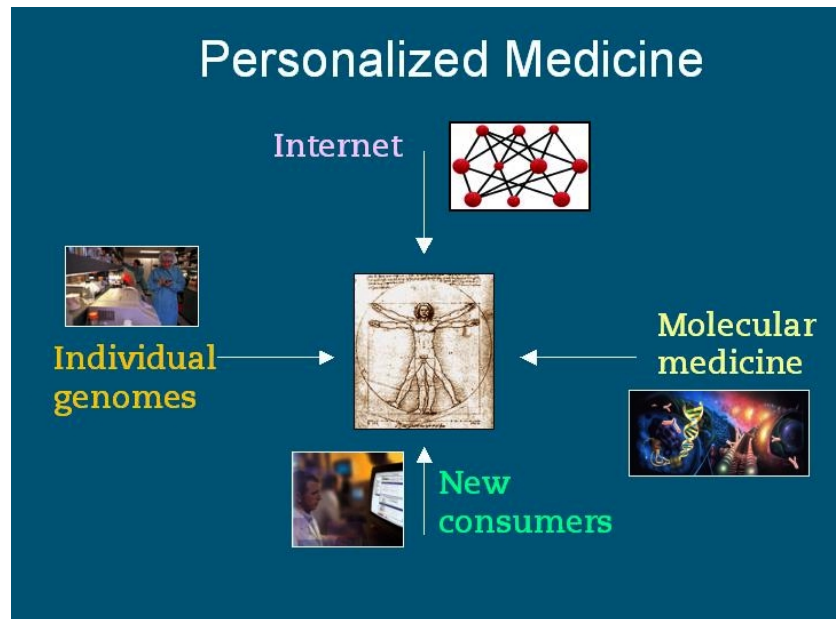 Personalized Medicine
Internet
Individual
genomes
Molecular
medicine
New
consumers